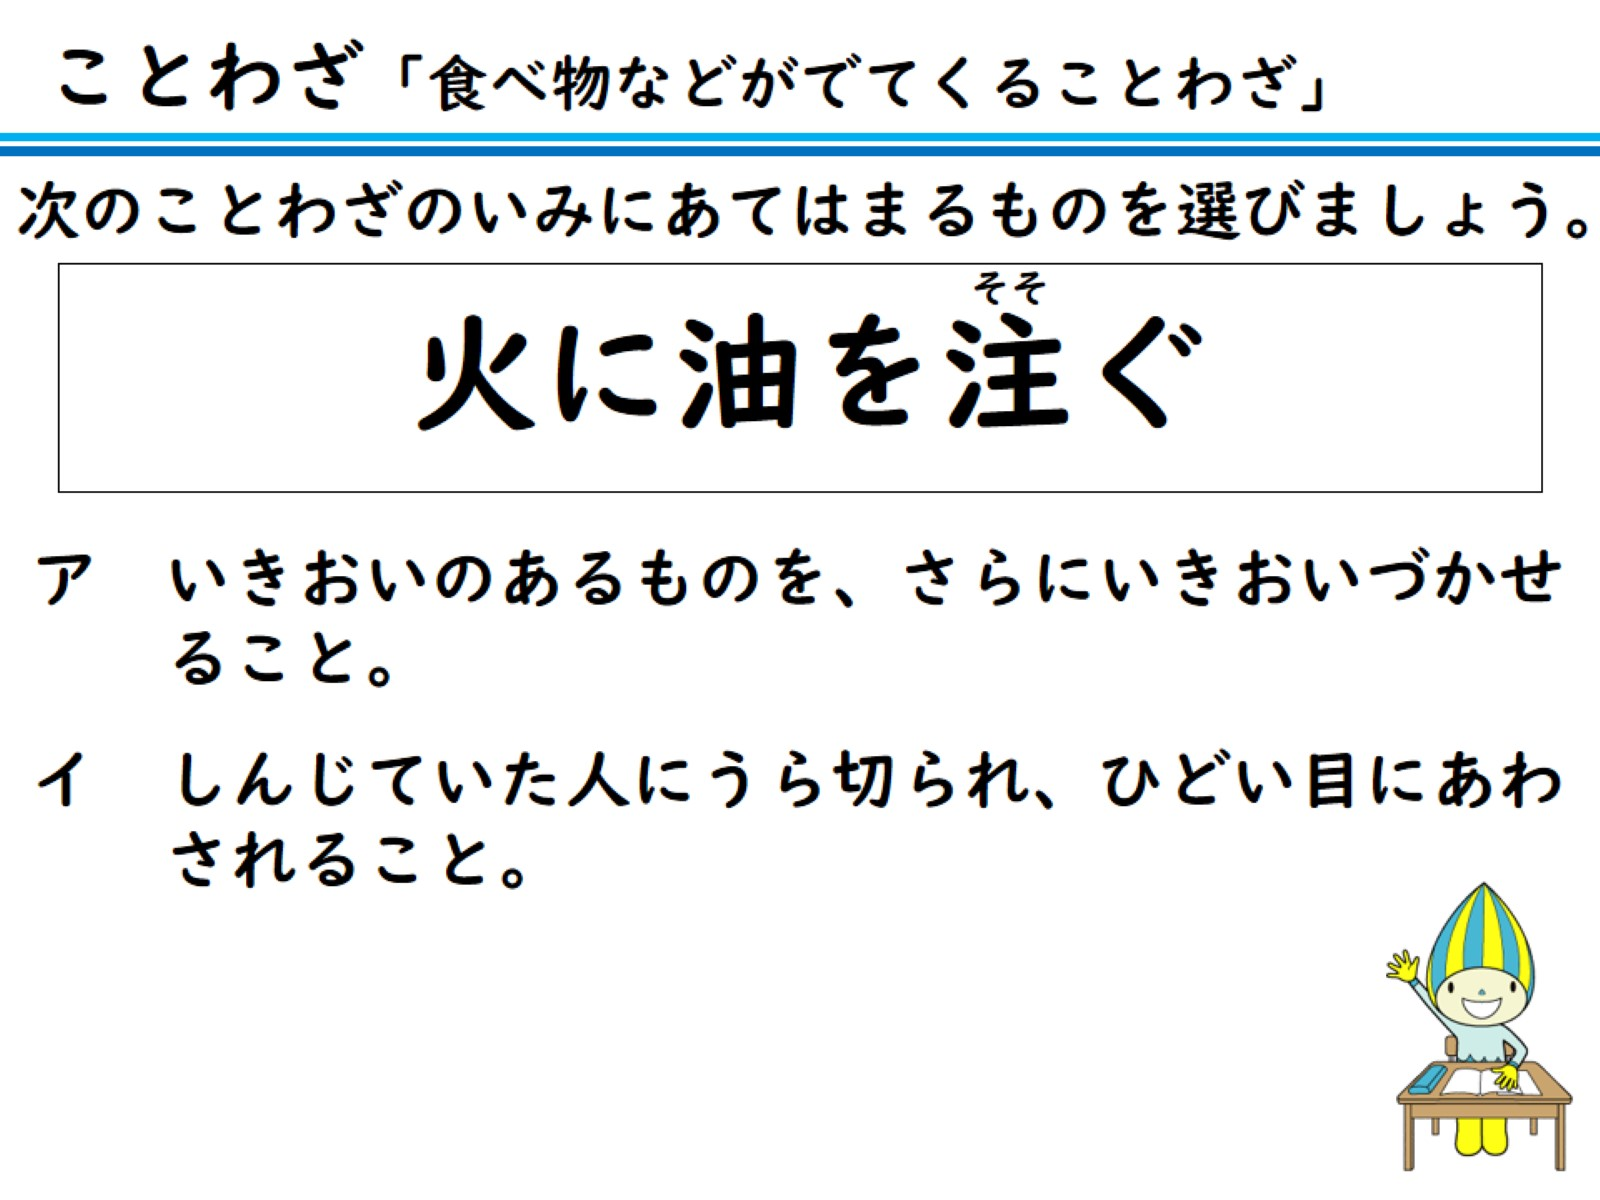 ことわざ「食べ物などがでてくることわざ」
次のことわざのいみにあてはまるものを選びましょう。
そそ
火に油を注ぐ
ア　いきおいのあるものを、さらにいきおいづかせ
ること。
イ　しんじていた人にうら切られ、ひどい目にあわ
されること。